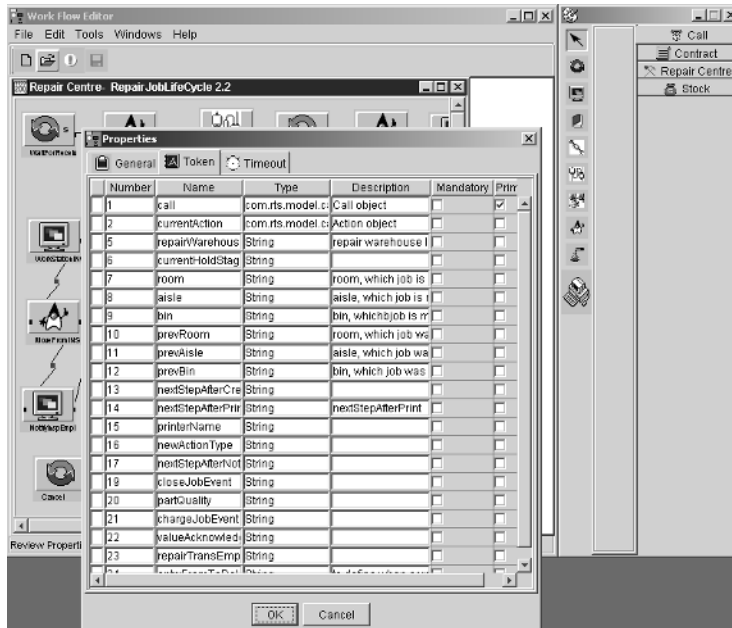 Work Flow Editor
File Edit Tools Windows Help
Call
Contract
Repair Centre
Stock
Repair Centre- RepairJobLifeCycle 2.2
Properties
General Token Timeout
Number Name Type Description Mandatory Prim
1 call com.rts.model.c Call object
2 currentAction com.rts.model.c Action object
5 repairWarehous String repair warehouse
6 currentHoldStag String
7 room String room, which job is
8 aisle String aisle, which job is
9 bin String bin, whichbjob is m
10 prevRoom String room, which job wa
11 prevAisle String aisle, which job wa
12 prevBin String bin, which job was
13 nextStepAfterCre String
14 nextStepAfterPrin String nextStepAfterPrint
15 printerName String
16 newActionType String
17 nextStepAfterNot String
19 closeJobEvent String
20 partQuality String
21 chargeJobEvent String
22 valueAcknowled String
23 repairTransEmp String
NotifyInspEmpl
Cancel
Review Properti
OK Cancel